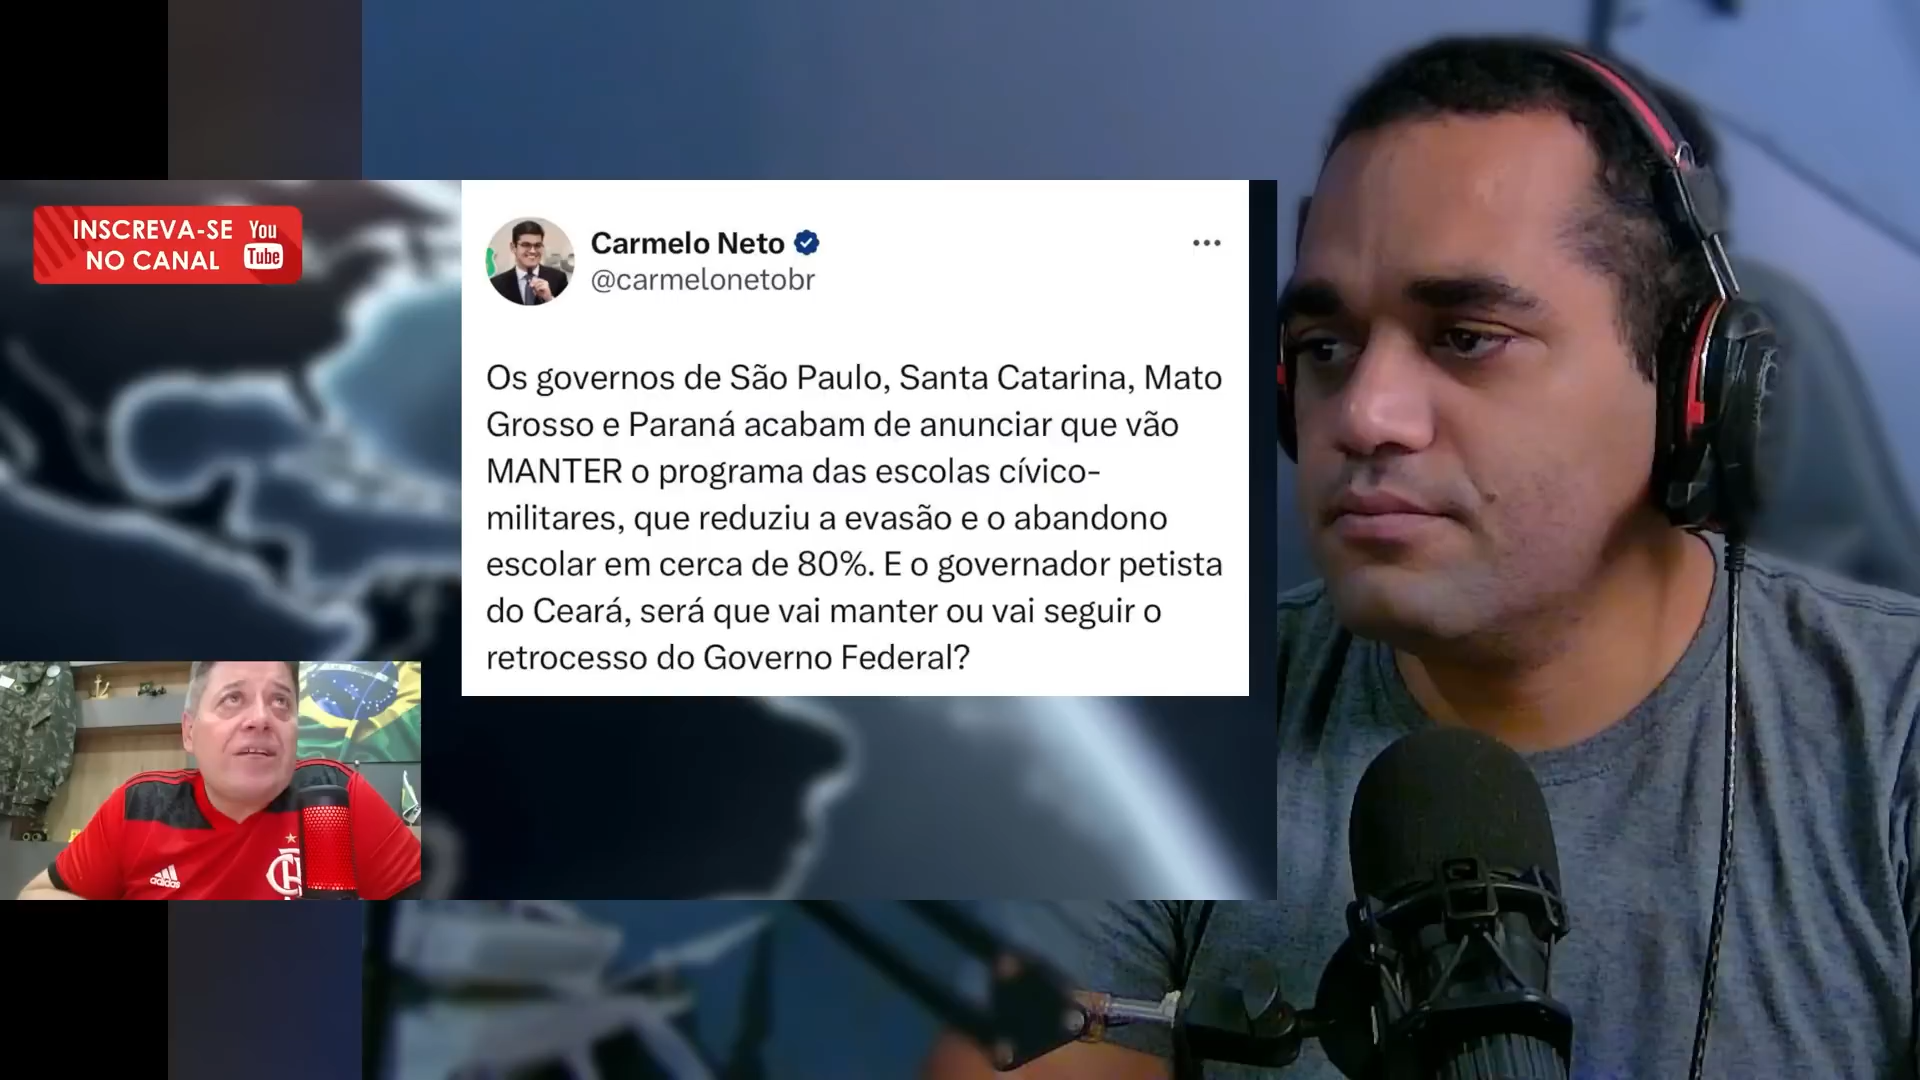 INSCREVA-SE
NO CANAL
You
Tube
Carmelo Neto
@carmelonetobr
Os governos de São Paulo, Santa Catarina, Mato
Grosso e Paraná acabam de anunciar que vão
MANTER o programa das escolas cívico-
militares, que reduziu a evasão e o abandono
escolar em cerca de 80%. E o governador petista
do Ceará, será que vai manter ou vai seguir o
retrocesso do Governo Federal?
adidas